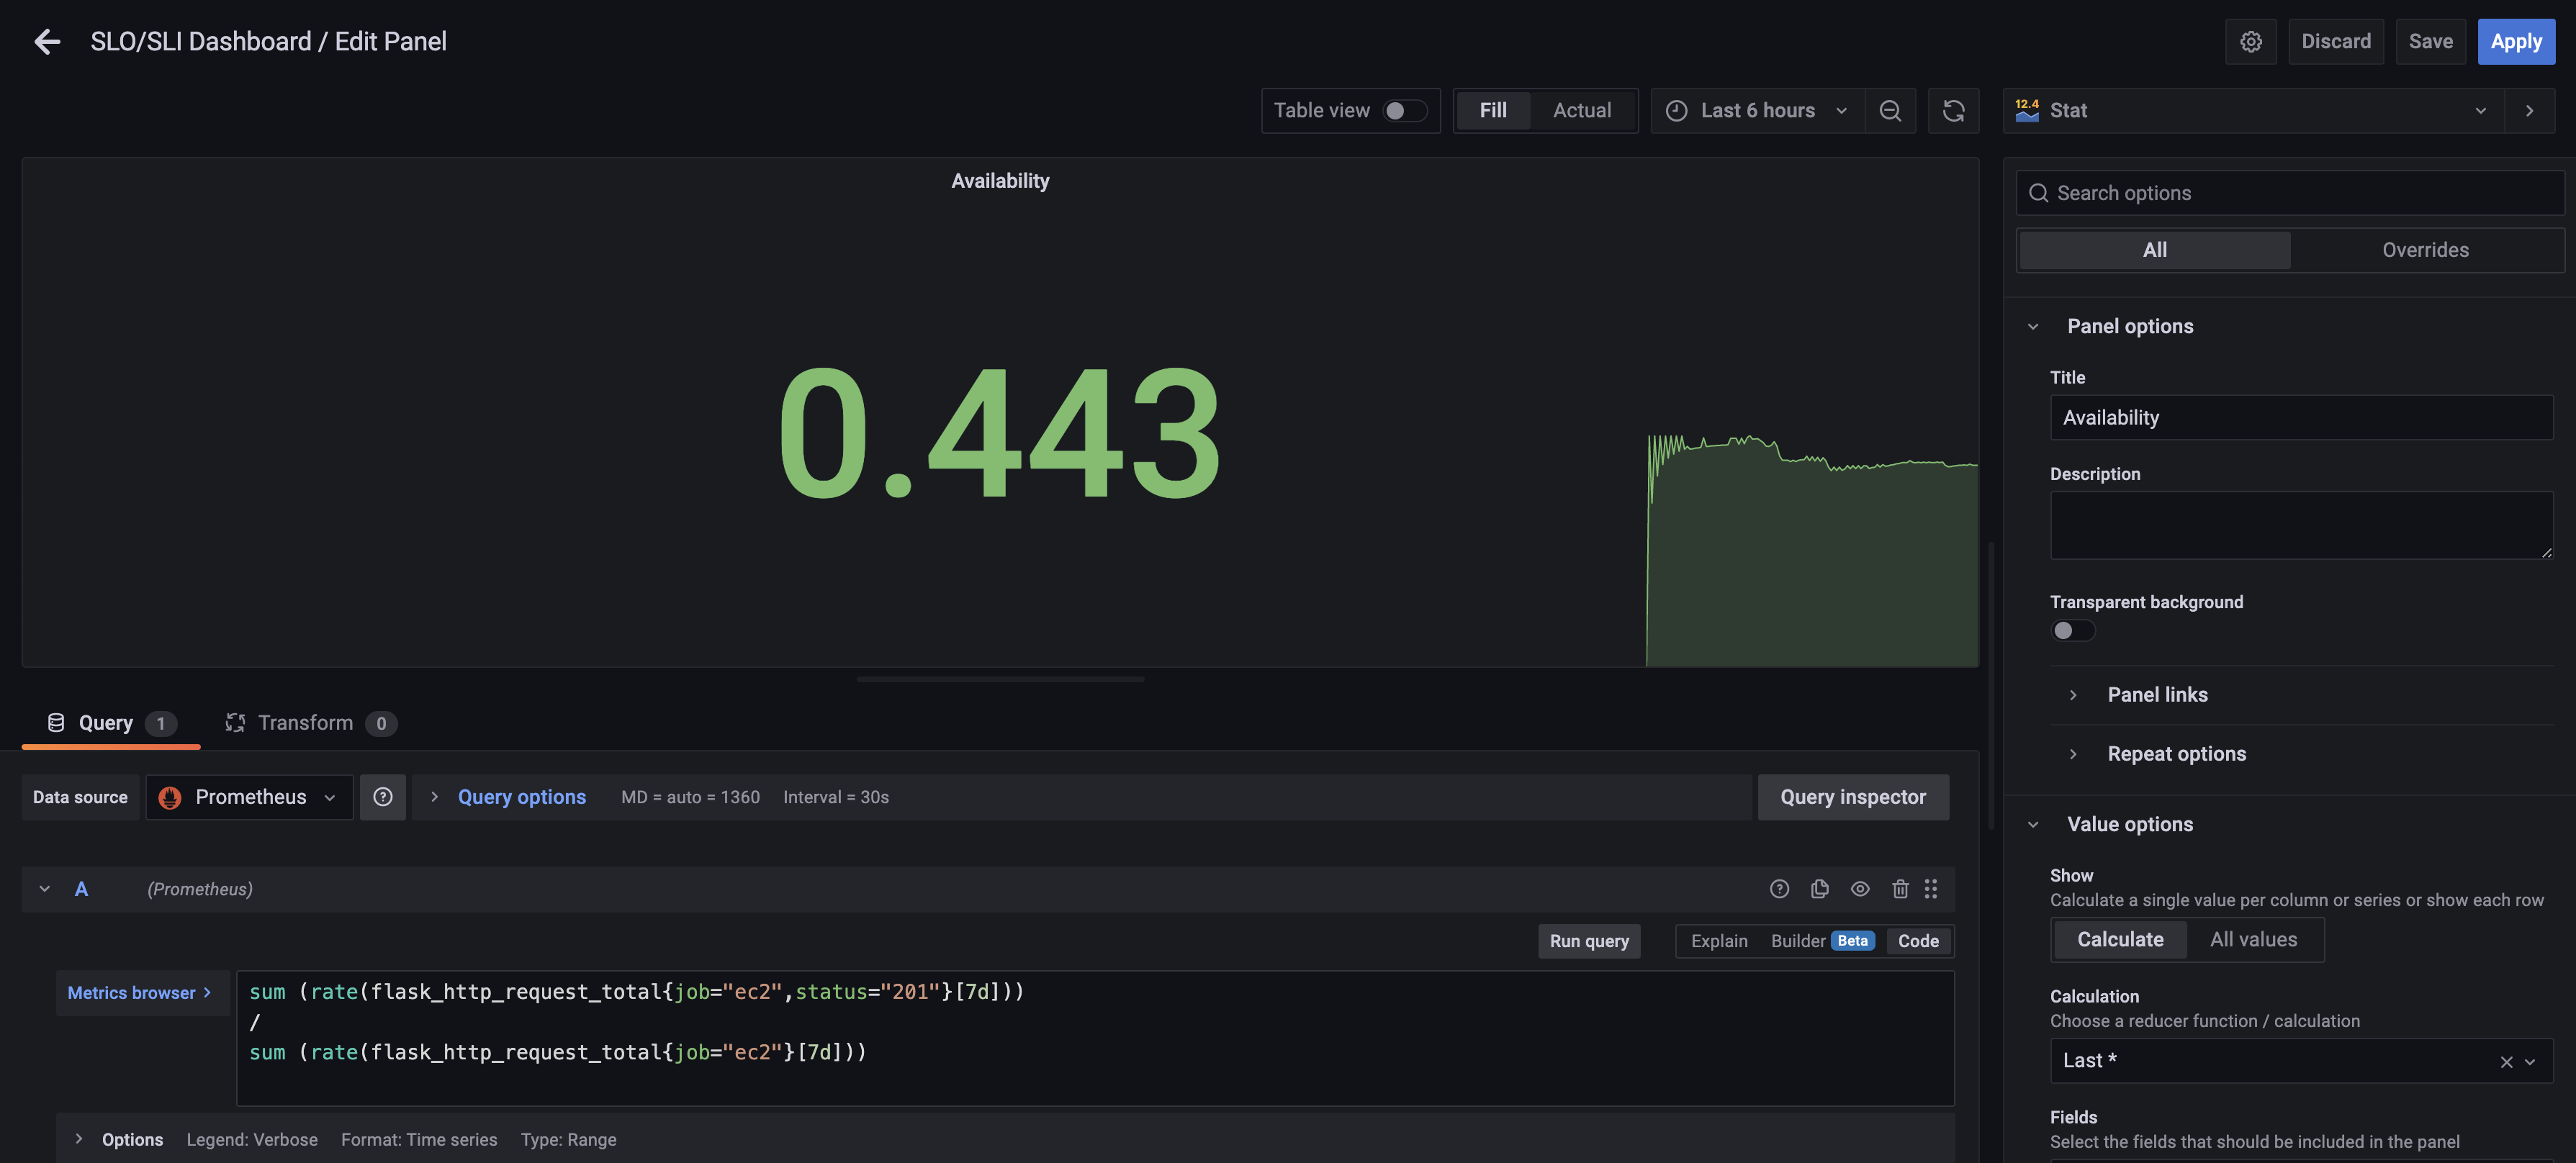 SLO/SLI Dashboard / Edit Panel
Discard
Save
Apply
Table view
Fill
Actual
Last 6 hours
12.4
Stat
Availability
0.443
Search options
All
Overrides
Panel options
Title
Availability
Description
Transparent background
Panel links
Repeat options
Value options
Show
Calculate a single value per column or series or show each row
Calculate
All values
Calculation
Choose a reducer function / calculation
Last *
Fields
Select the fields that should be included in the panel
Query 1
Transform 0
Data source
Prometheus
Query options
MD = auto = 1360
Interval = 30s
Query inspector
A
(Prometheus)
Run query
Explain
Builder Beta
Code
Metrics browser >
sum (rate(flask_http_request_total{job="ec2",status="201"}[7d]))
/
sum (rate(flask_http_request_total{job="ec2"}[7d]))
Options
Legend: Verbose
Format: Time series
Type: Range